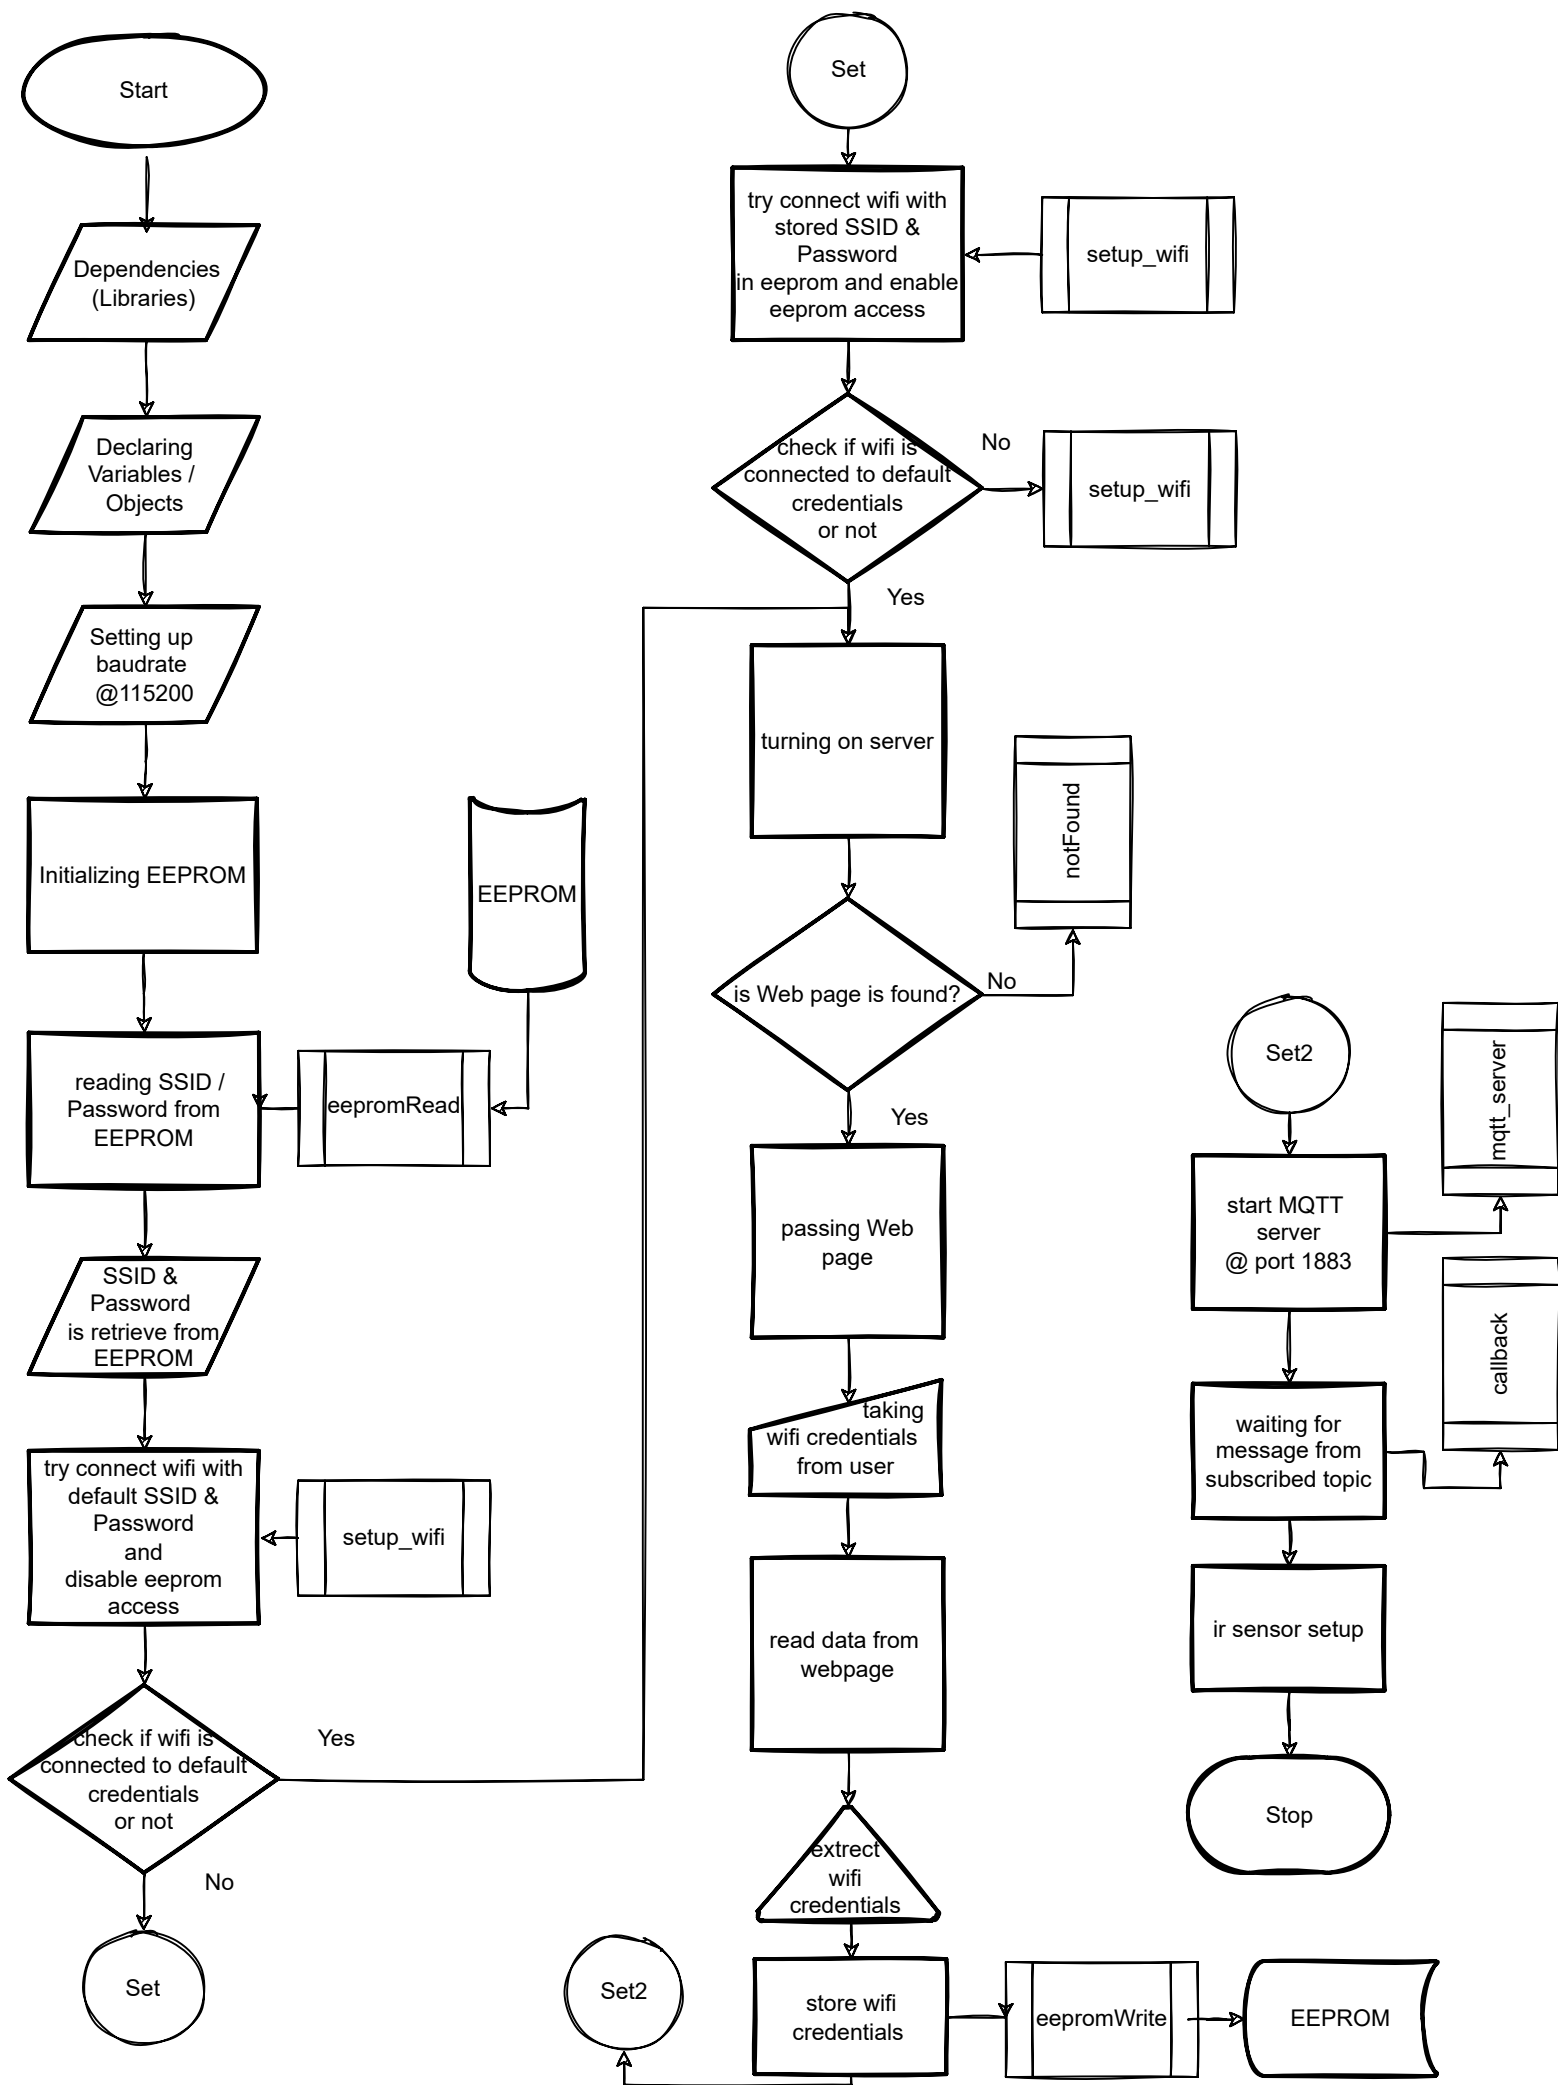 Start
Dependencies
(Libraries)
Declaring
Variables /
Objects
Setting up
baudrate
@115200
Initializing EEPROM
EEPROM
reading SSID /
Password from
EEPROM
eepromRead
SSID &
Password
is retrieve from
EEPROM
try connect wifi with
default SSID &
Password
and
disable eeprom
access
setup_wifi
check if wifi is
connected to default
credentials
or not
Yes
No
Set
Set
try connect wifi with
stored SSID &
Password
in eeprom and enable
eeprom access
setup_wifi
check if wifi is
connected to default
credentials
or not
No
setup_wifi
Yes
turning on server
notFound
is Web page is found?
No
Yes
passing Web
page
taking
wifi credentials
from user
read data from
webpage
extrect
wifi
credentials
store wifi
credentials
Set2
eepromWrite
EEPROM
Set2
mqtt_server
start MQTT
server
@ port 1883
callback
waiting for
message from
subscribed topic
ir sensor setup
Stop